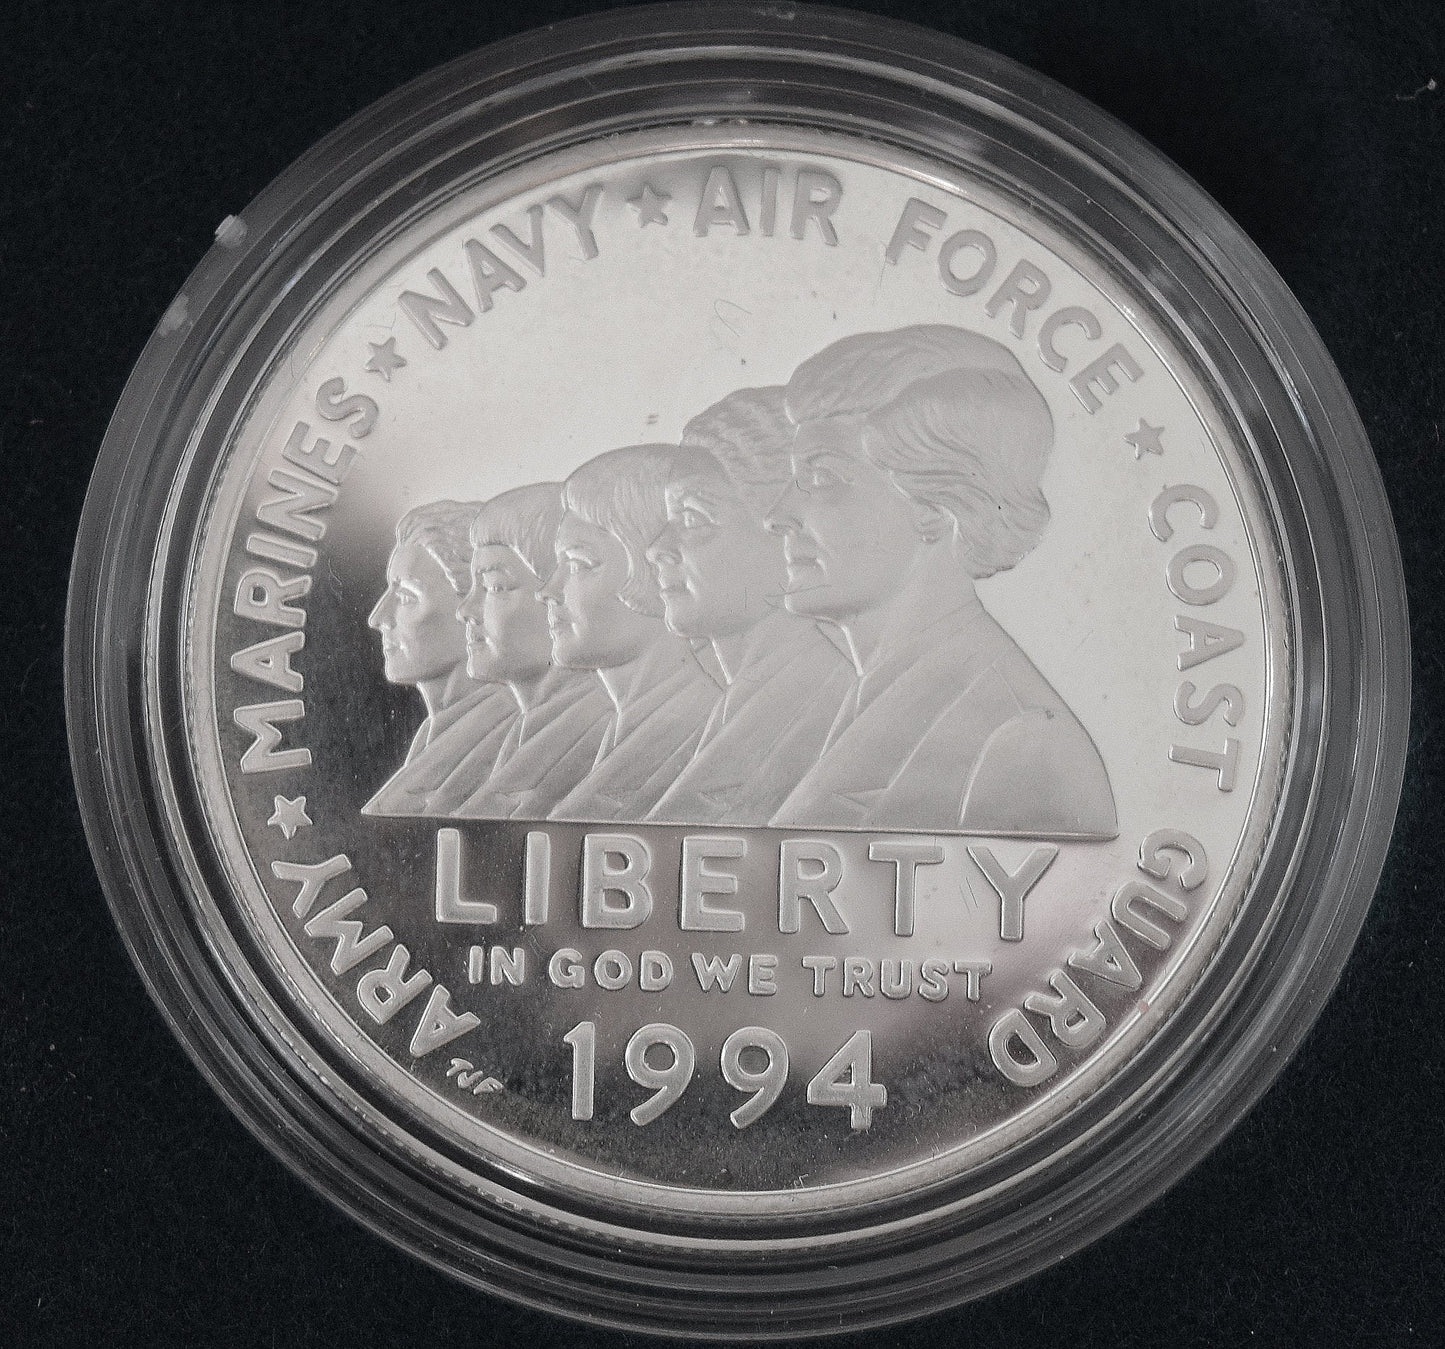 ARMY ★ MARINES ★ NAVY ★ AIR FORCE ★ COAST GUARD
LIBERTY
IN GOD WE TRUST
1994
TJF